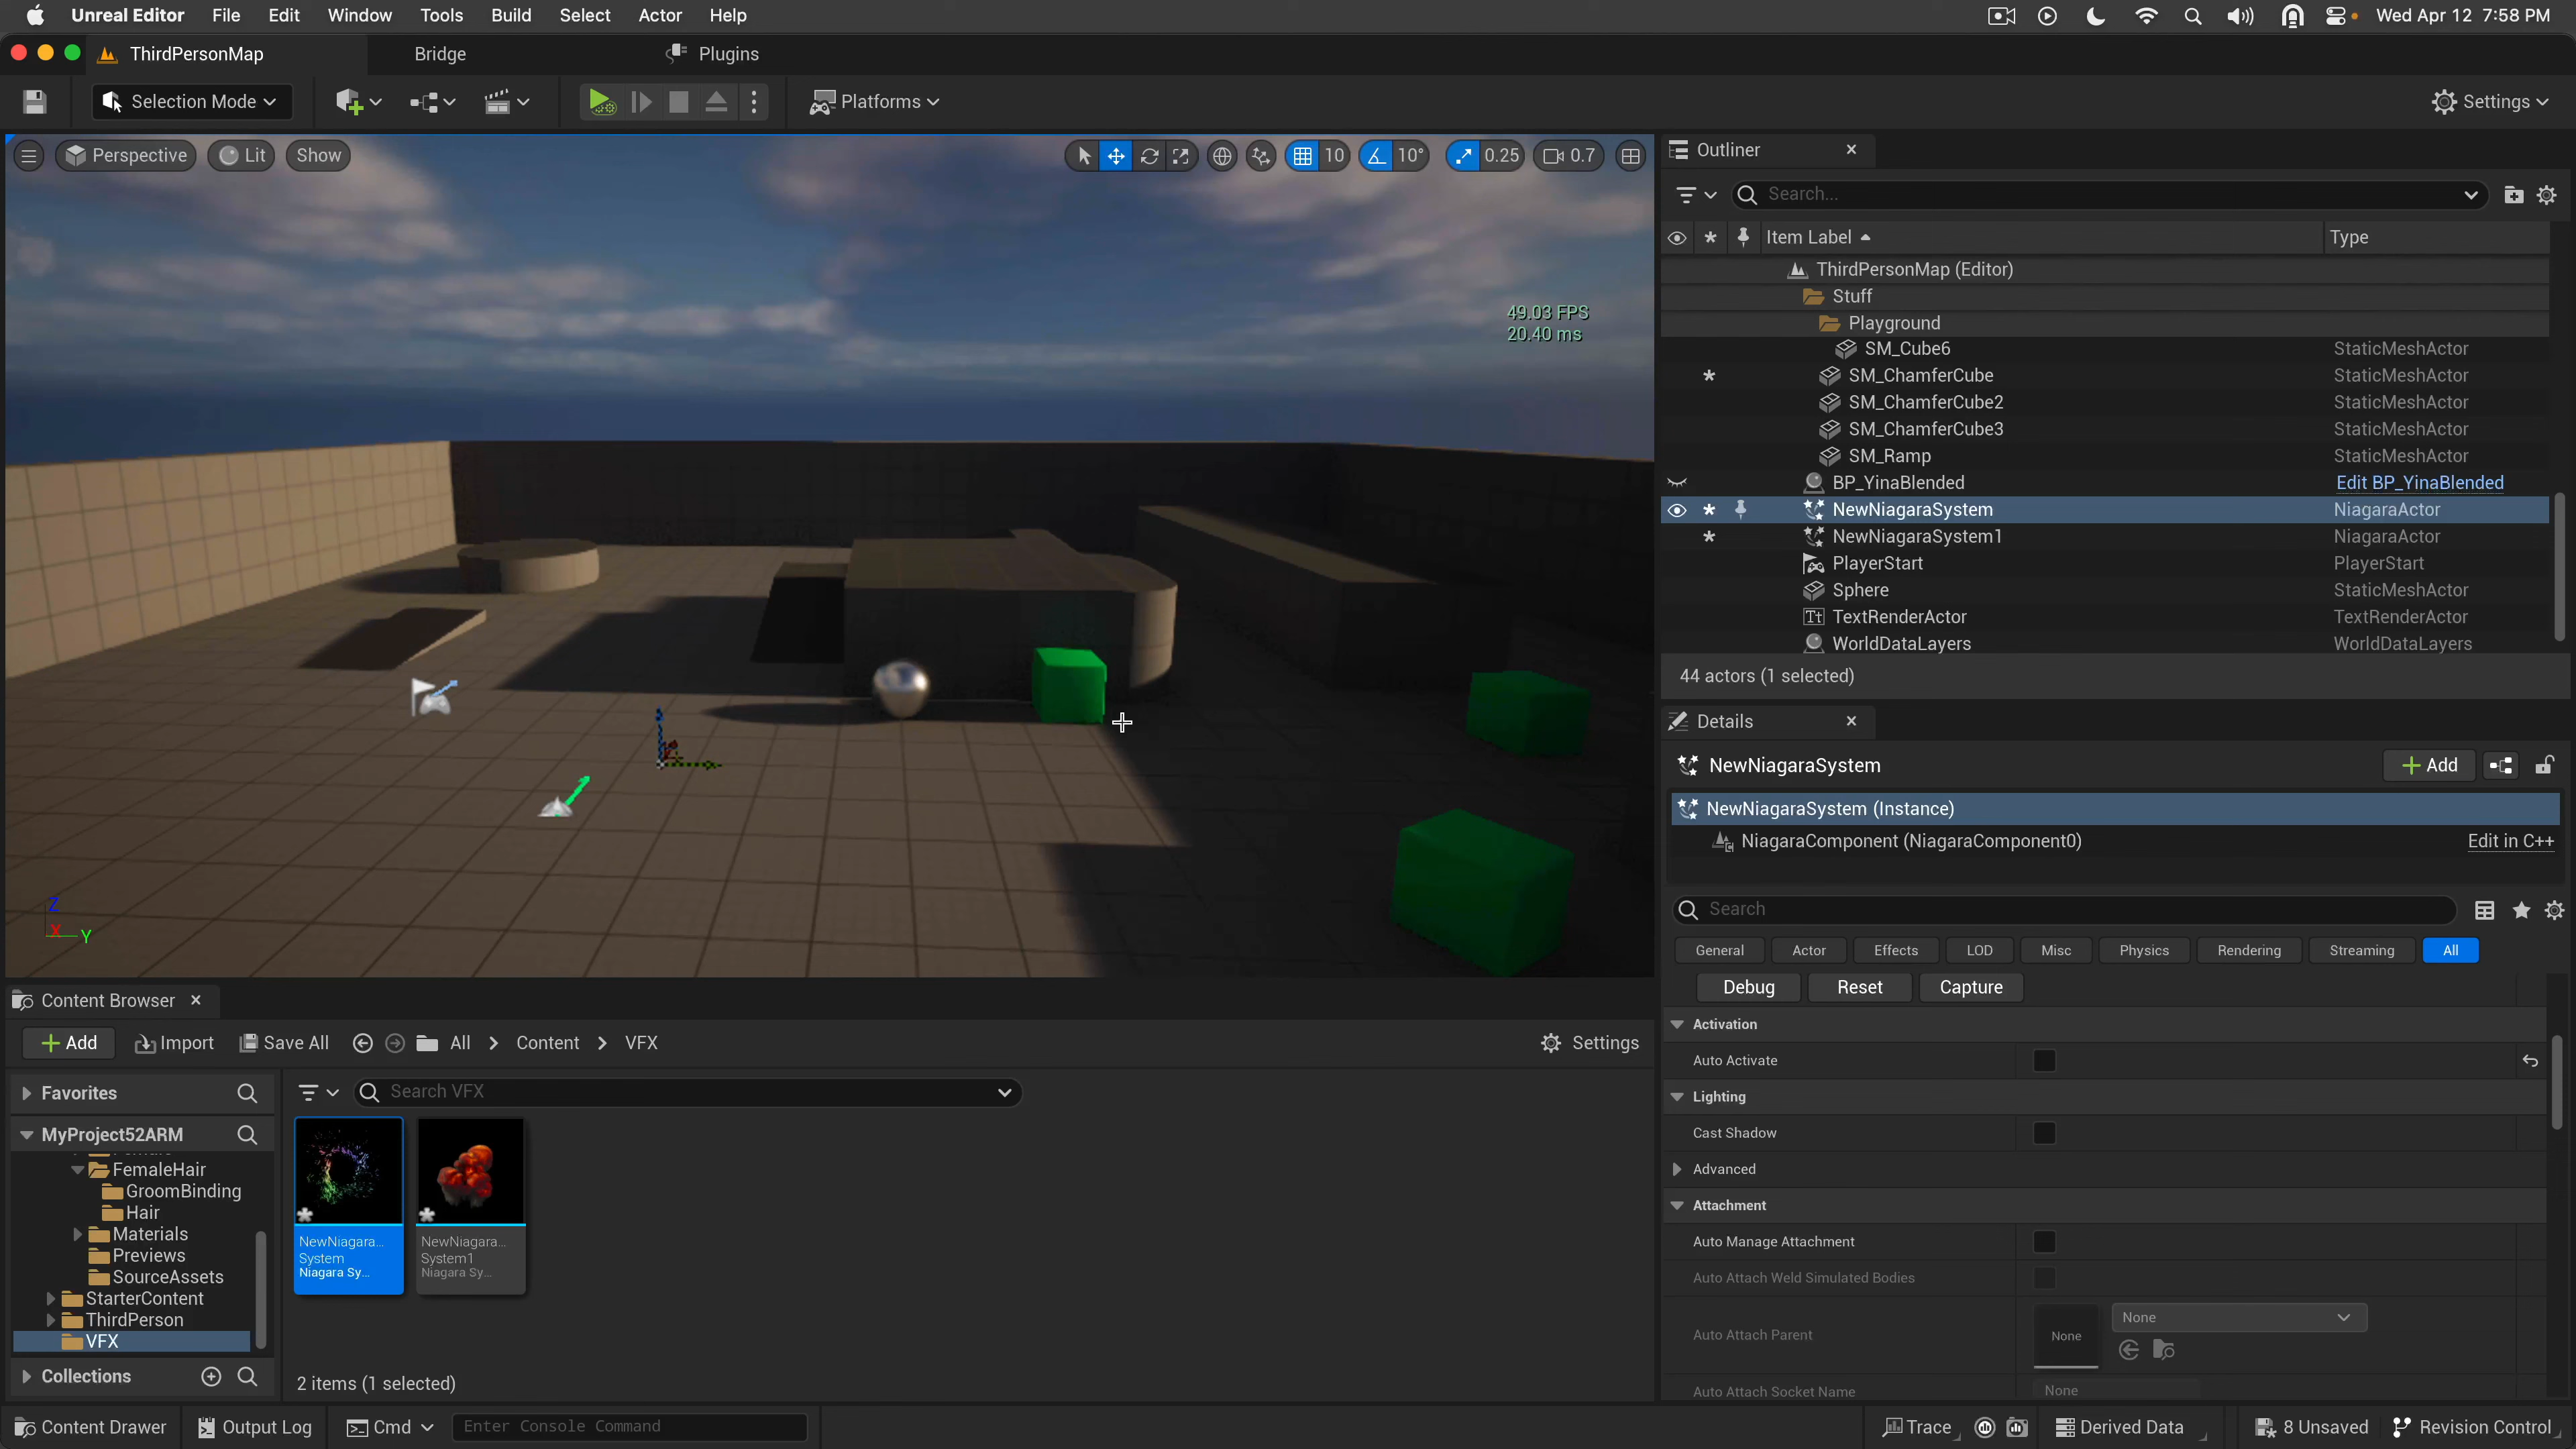 Unreal Editor File Edit Window Tools Build Select Actor Help Wed Apr 12 7:58 PM
ThirdPersonMap Bridge Plugins
Selection Mode Platforms Settings
Perspective Lit Show 10 10° 0.25 0.7
49.03 FPS
20.40 ms
Z
X Y
Outliner
Search...
Item Label Type
ThirdPersonMap (Editor)
Stuff
Playground
SM_Cube6 StaticMeshActor
SM_ChamferCube StaticMeshActor
SM_ChamferCube2 StaticMeshActor
SM_ChamferCube3 StaticMeshActor
SM_Ramp StaticMeshActor
BP_YinaBlended Edit BP_YinaBlended
NewNiagaraSystem NiagaraActor
NewNiagaraSystem1 NiagaraActor
PlayerStart PlayerStart
Sphere StaticMeshActor
Tt TextRenderActor TextRenderActor
WorldDataLayers WorldDataLayers
44 actors (1 selected)
Details
NewNiagaraSystem + Add
NewNiagaraSystem (Instance)
NiagaraComponent (NiagaraComponent0) Edit in C++
Search
General Actor Effects LOD Misc Physics Rendering Streaming All
Debug Reset Capture
Activation
Auto Activate
Lighting
Cast Shadow
Advanced
Attachment
Auto Manage Attachment
Auto Attach Weld Simulated Bodies
Auto Attach Parent None None
Auto Attach Socket Name None
Content Browser
+ Add Import Save All All > Content > VFX Settings
Favorites
MyProject52ARM
FemaleHair
GroomBinding
Hair
Materials
Previews
SourceAssets
StarterContent
ThirdPerson
VFX
Collections
Search VFX
NewNiagara...
System
Niagara Sy...
NewNiagara...
System1
Niagara Sy...
2 items (1 selected)
Content Drawer Output Log Cmd Enter Console Command Trace Derived Data 8 Unsaved Revision Control